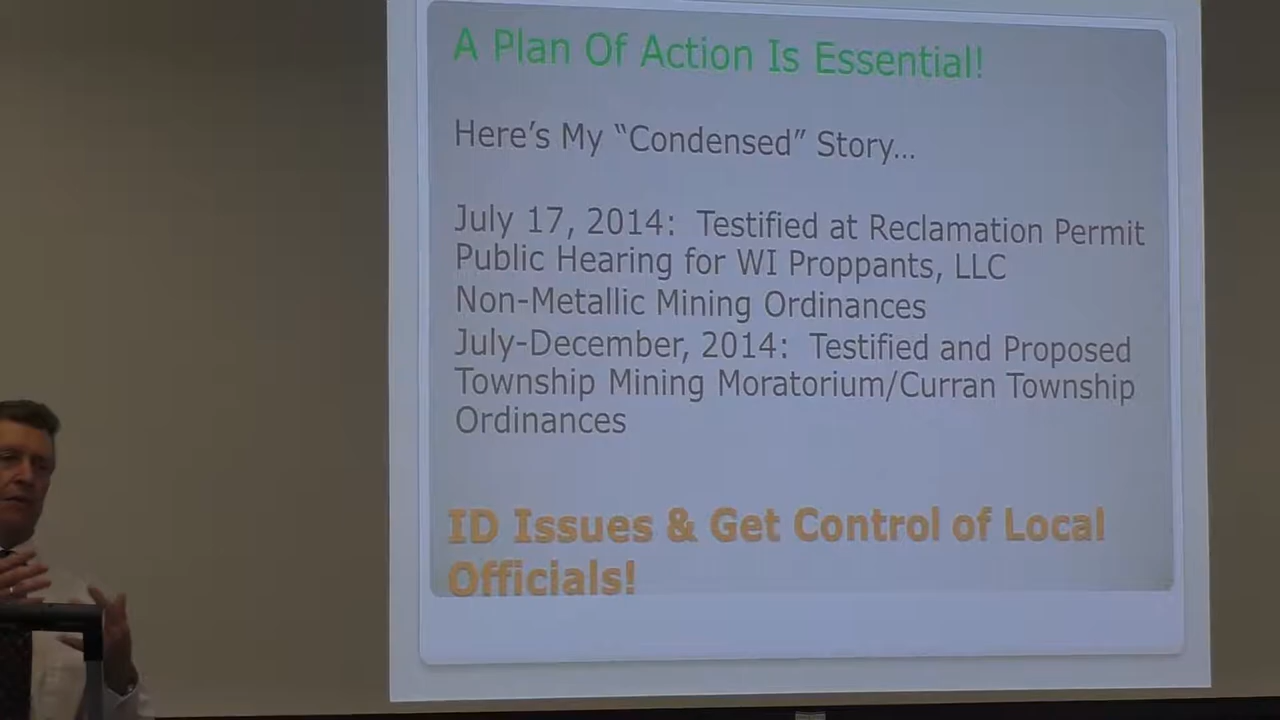 A Plan Of Action Is Essential!
Here’s My “Condensed” Story...
July 17, 2014: Testified at Reclamation Permit
Public Hearing for WI Proppants, LLC
Non-Metallic Mining Ordinances
July-December, 2014: Testified and Proposed
Township Mining Moratorium/Curran Township
Ordinances
ID Issues & Get Control of Local
Officials!